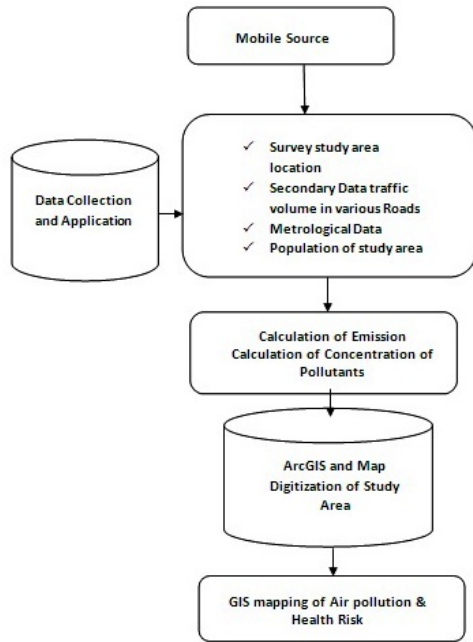 Mobile Source
Data Collection
and Application
✓ Survey study area
location
✓ Secondary Data traffic
volume in various Roads
✓ Metrological Data
✓ Population of study area
Calculation of Emission
Calculation of Concentration of
Pollutants
ArcGIS and Map
Digitization of Study
Area
GIS mapping of Air pollution &
Health Risk